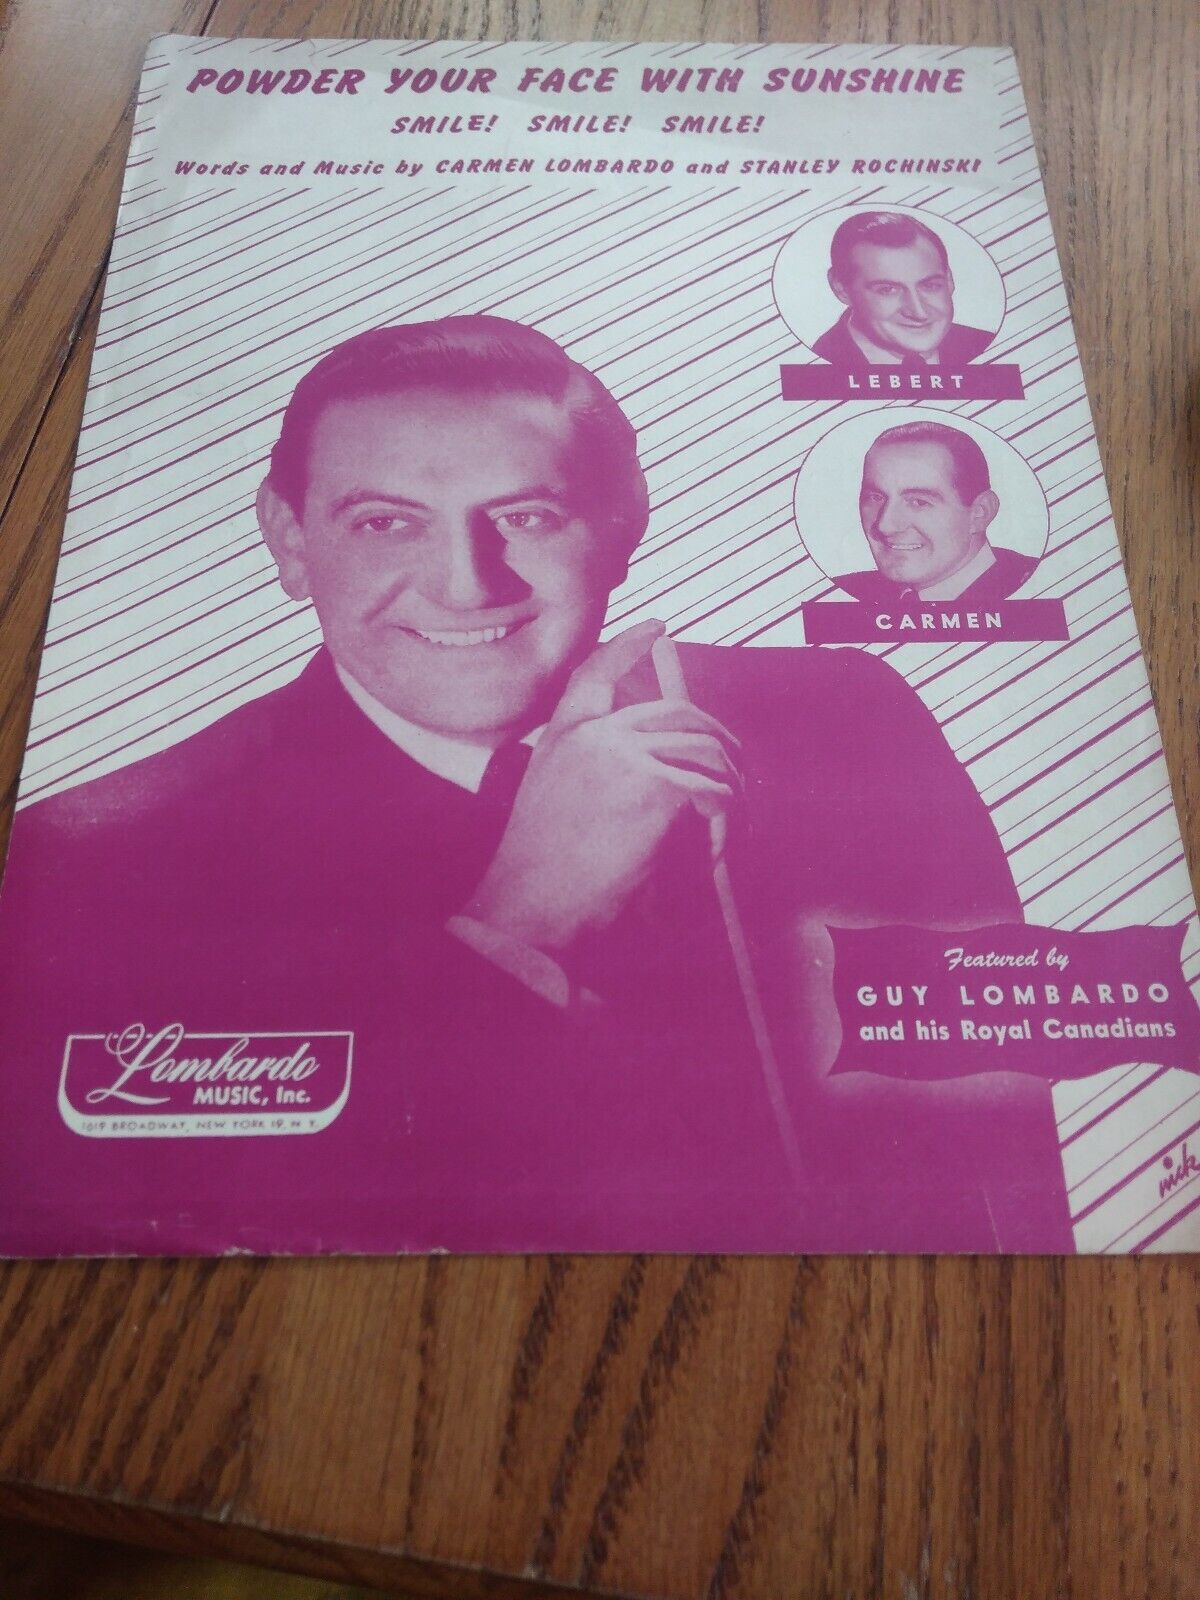 POWDER YOUR FACE WITH SUNSHINE
SMILE! SMILE! SMILE!
Words and Music by CARMEN LOMBARDO and STANLEY ROCHINSKI
LEBERT
CARMEN
Featured by
GUY LOMBARDO
and his Royal Canadians
Lombardo
MUSIC, Inc.
1619 BROADWAY, NEW YORK 19, N. Y.
nick